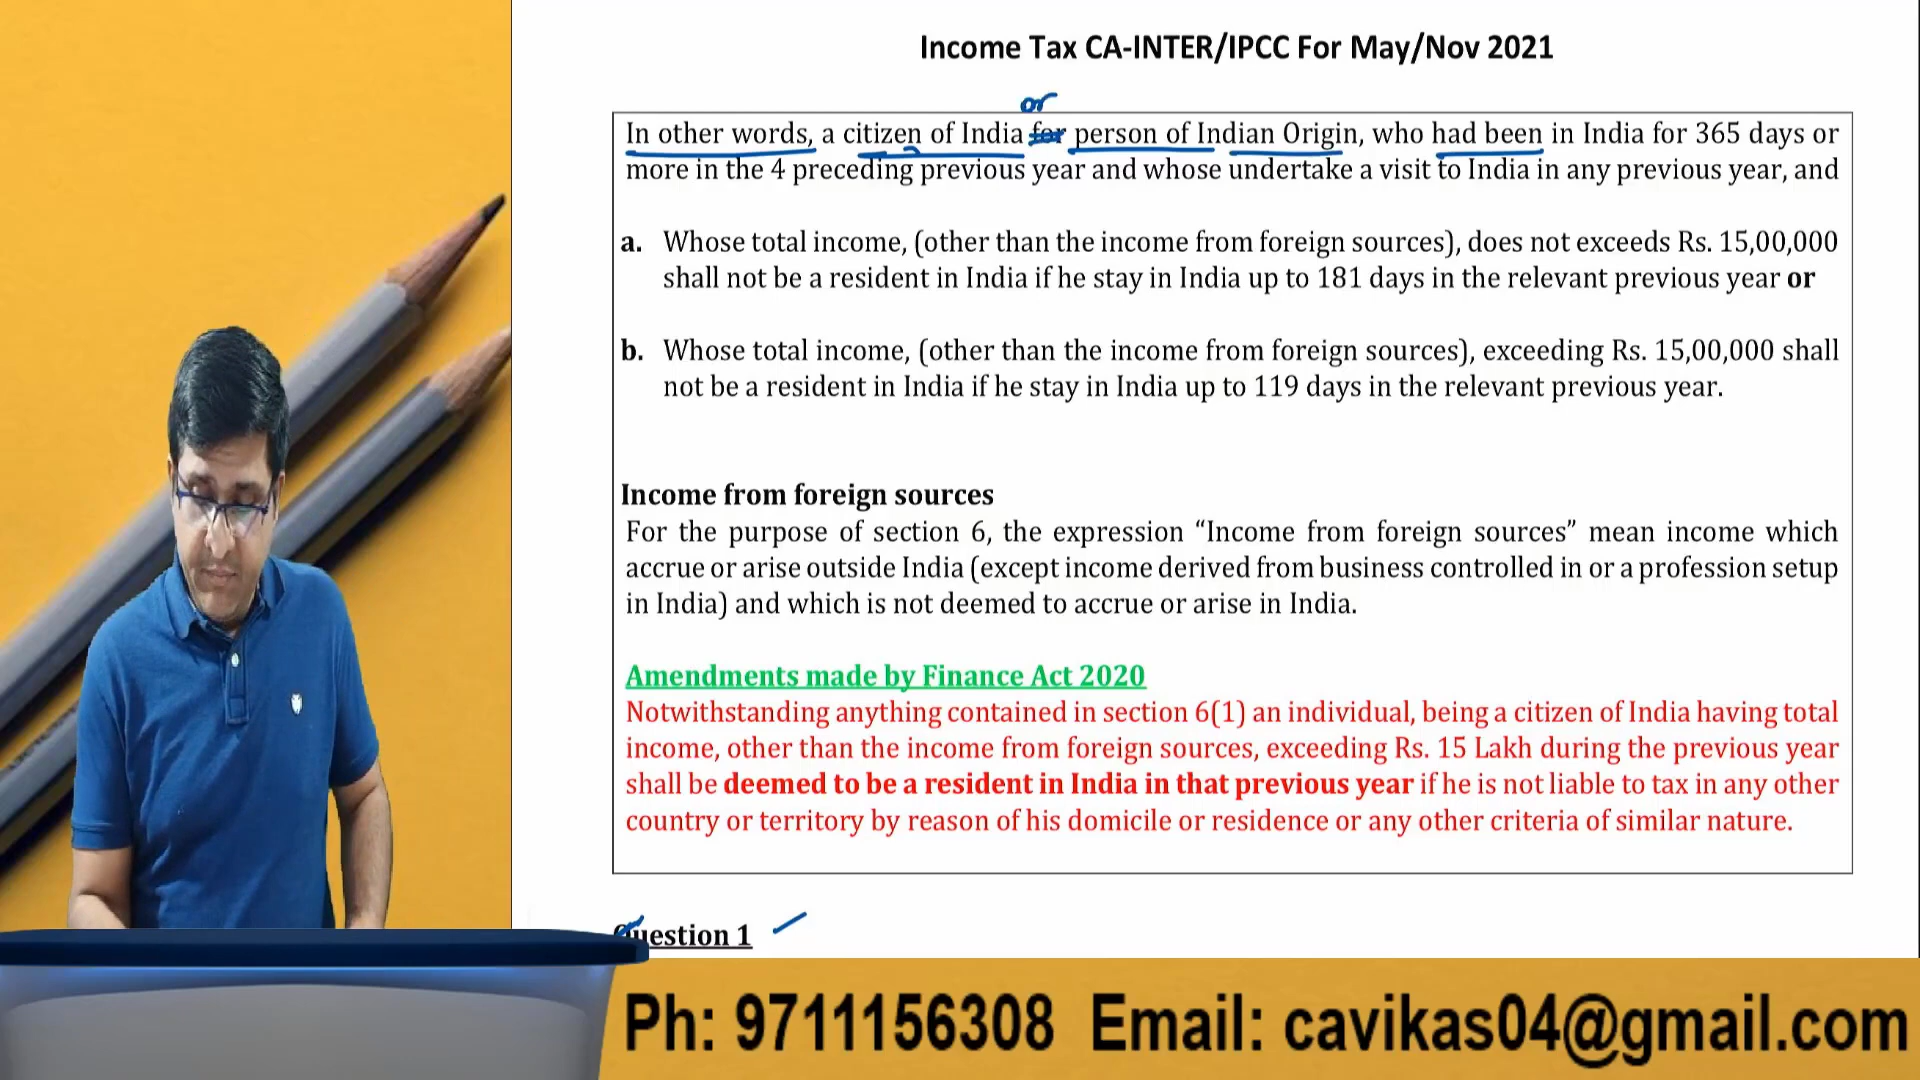 Income Tax CA-INTER/IPCC For May/Nov 2021
or
In other words, a citizen of India for person of Indian Origin, who had been in India for 365 days or
more in the 4 preceding previous year and whose undertake a visit to India in any previous year, and
a. Whose total income, (other than the income from foreign sources), does not exceeds Rs. 15,00,000
shall not be a resident in India if he stay in India up to 181 days in the relevant previous year or
b. Whose total income, (other than the income from foreign sources), exceeding Rs. 15,00,000 shall
not be a resident in India if he stay in India up to 119 days in the relevant previous year.
Income from foreign sources
For the purpose of section 6, the expression “Income from foreign sources” mean income which
accrue or arise outside India (except income derived from business controlled in or a profession setup
in India) and which is not deemed to accrue or arise in India.
Amendments made by Finance Act 2020
Notwithstanding anything contained in section 6(1) an individual, being a citizen of India having total
income, other than the income from foreign sources, exceeding Rs. 15 Lakh during the previous year
shall be deemed to be a resident in India in that previous year if he is not liable to tax in any other
country or territory by reason of his domicile or residence or any other criteria of similar nature.
Question 1
Ph: 9711156308 Email: cavikas04@gmail.com